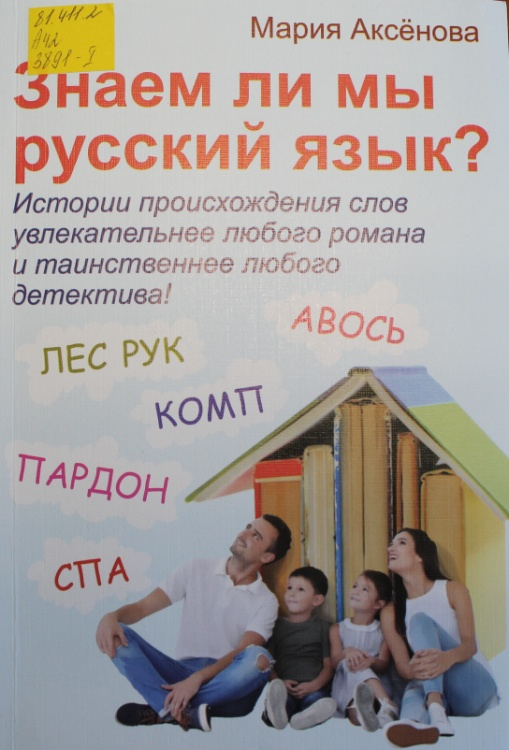 81.411.2
А42
3891-I
Мария Аксёнова
Знаем ли мы
русский язык?
Истории происхождения слов
увлекательнее любого романа
и таинственнее любого
детектива!
АВОСЬ
ЛЕС РУК
КОМП
ПАРДОН
СПА